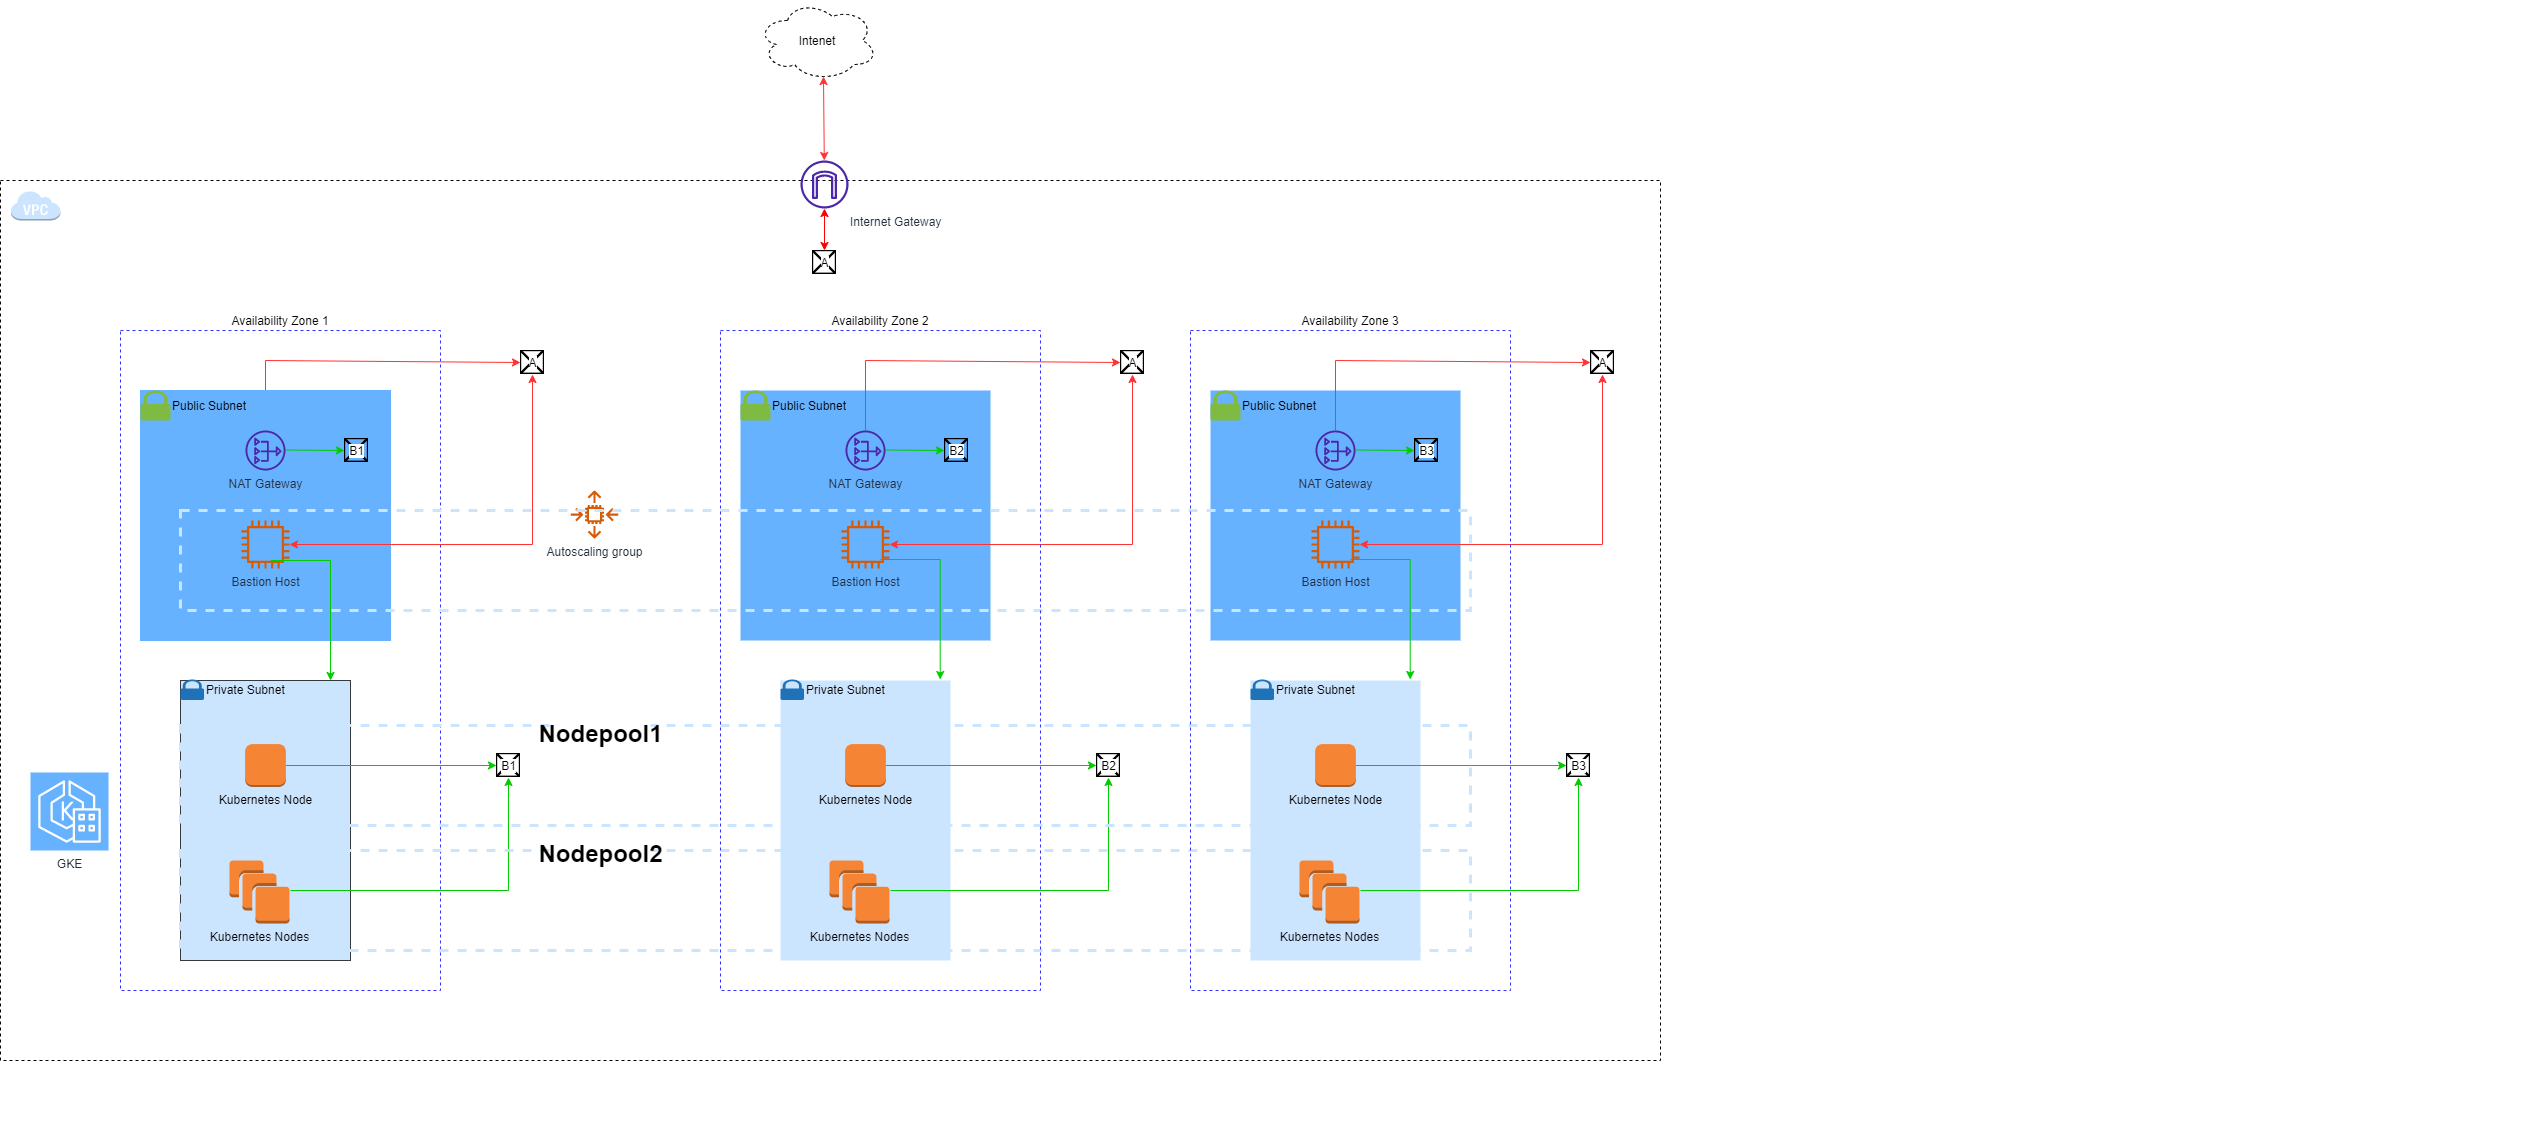 Intenet
VPC
Internet Gateway
A
Availability Zone 1
Availability Zone 2
Availability Zone 3
A
A
A
Public Subnet
Public Subnet
Public Subnet
B1
B2
B3
NAT Gateway
NAT Gateway
NAT Gateway
Autoscaling group
Bastion Host
Bastion Host
Bastion Host
Private Subnet
Private Subnet
Private Subnet
Nodepool1
B1
B2
B3
Kubernetes Node
Kubernetes Node
Kubernetes Node
K
Nodepool2
GKE
Kubernetes Nodes
Kubernetes Nodes
Kubernetes Nodes